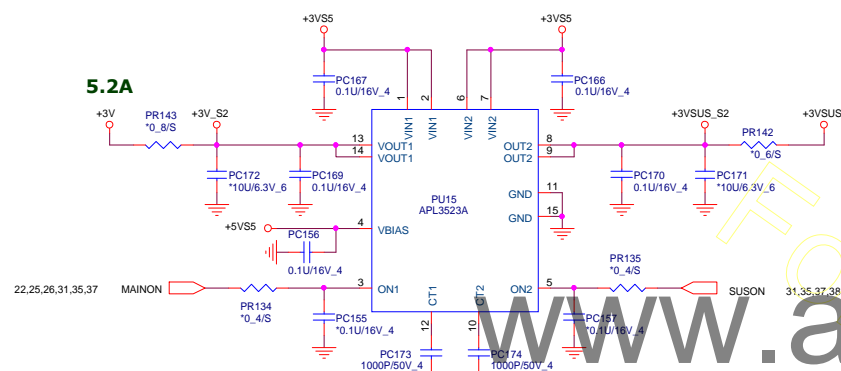 +3VS5
+3VS5
5.2A
PC167
0.1U/16V_4
PC166
0.1U/16V_4
1
2
6
7
VIN1
VIN1
VIN2
VIN2
+3V
PR143
*0_8/S
+3V_S2
13
14
VOUT1
VOUT1
OUT2
OUT2
8
9
+3VSUS_S2
PR142
*0_6/S
+3VSUS
PC172
*10U/6.3V_6
PC169
0.1U/16V_4
PU15
APL3523A
PC170
0.1U/16V_4
PC171
*10U/6.3V_6
GND
11
GND
15
+5VS5
4
VBIAS
PC156
0.1U/16V_4
22,25,26,31,35,37
MAINON
PR134
*0_4/S
3
ON1
ON2
5
PR135
*0_4/S
SUSON
31,35,37,38
CT1
CT2
PC155
*0.1U/16V_4
PC157
*0.1U/16V_4
12
10
PC173
1000P/50V_4
PC174
1000P/50V_4
www.a
Fo